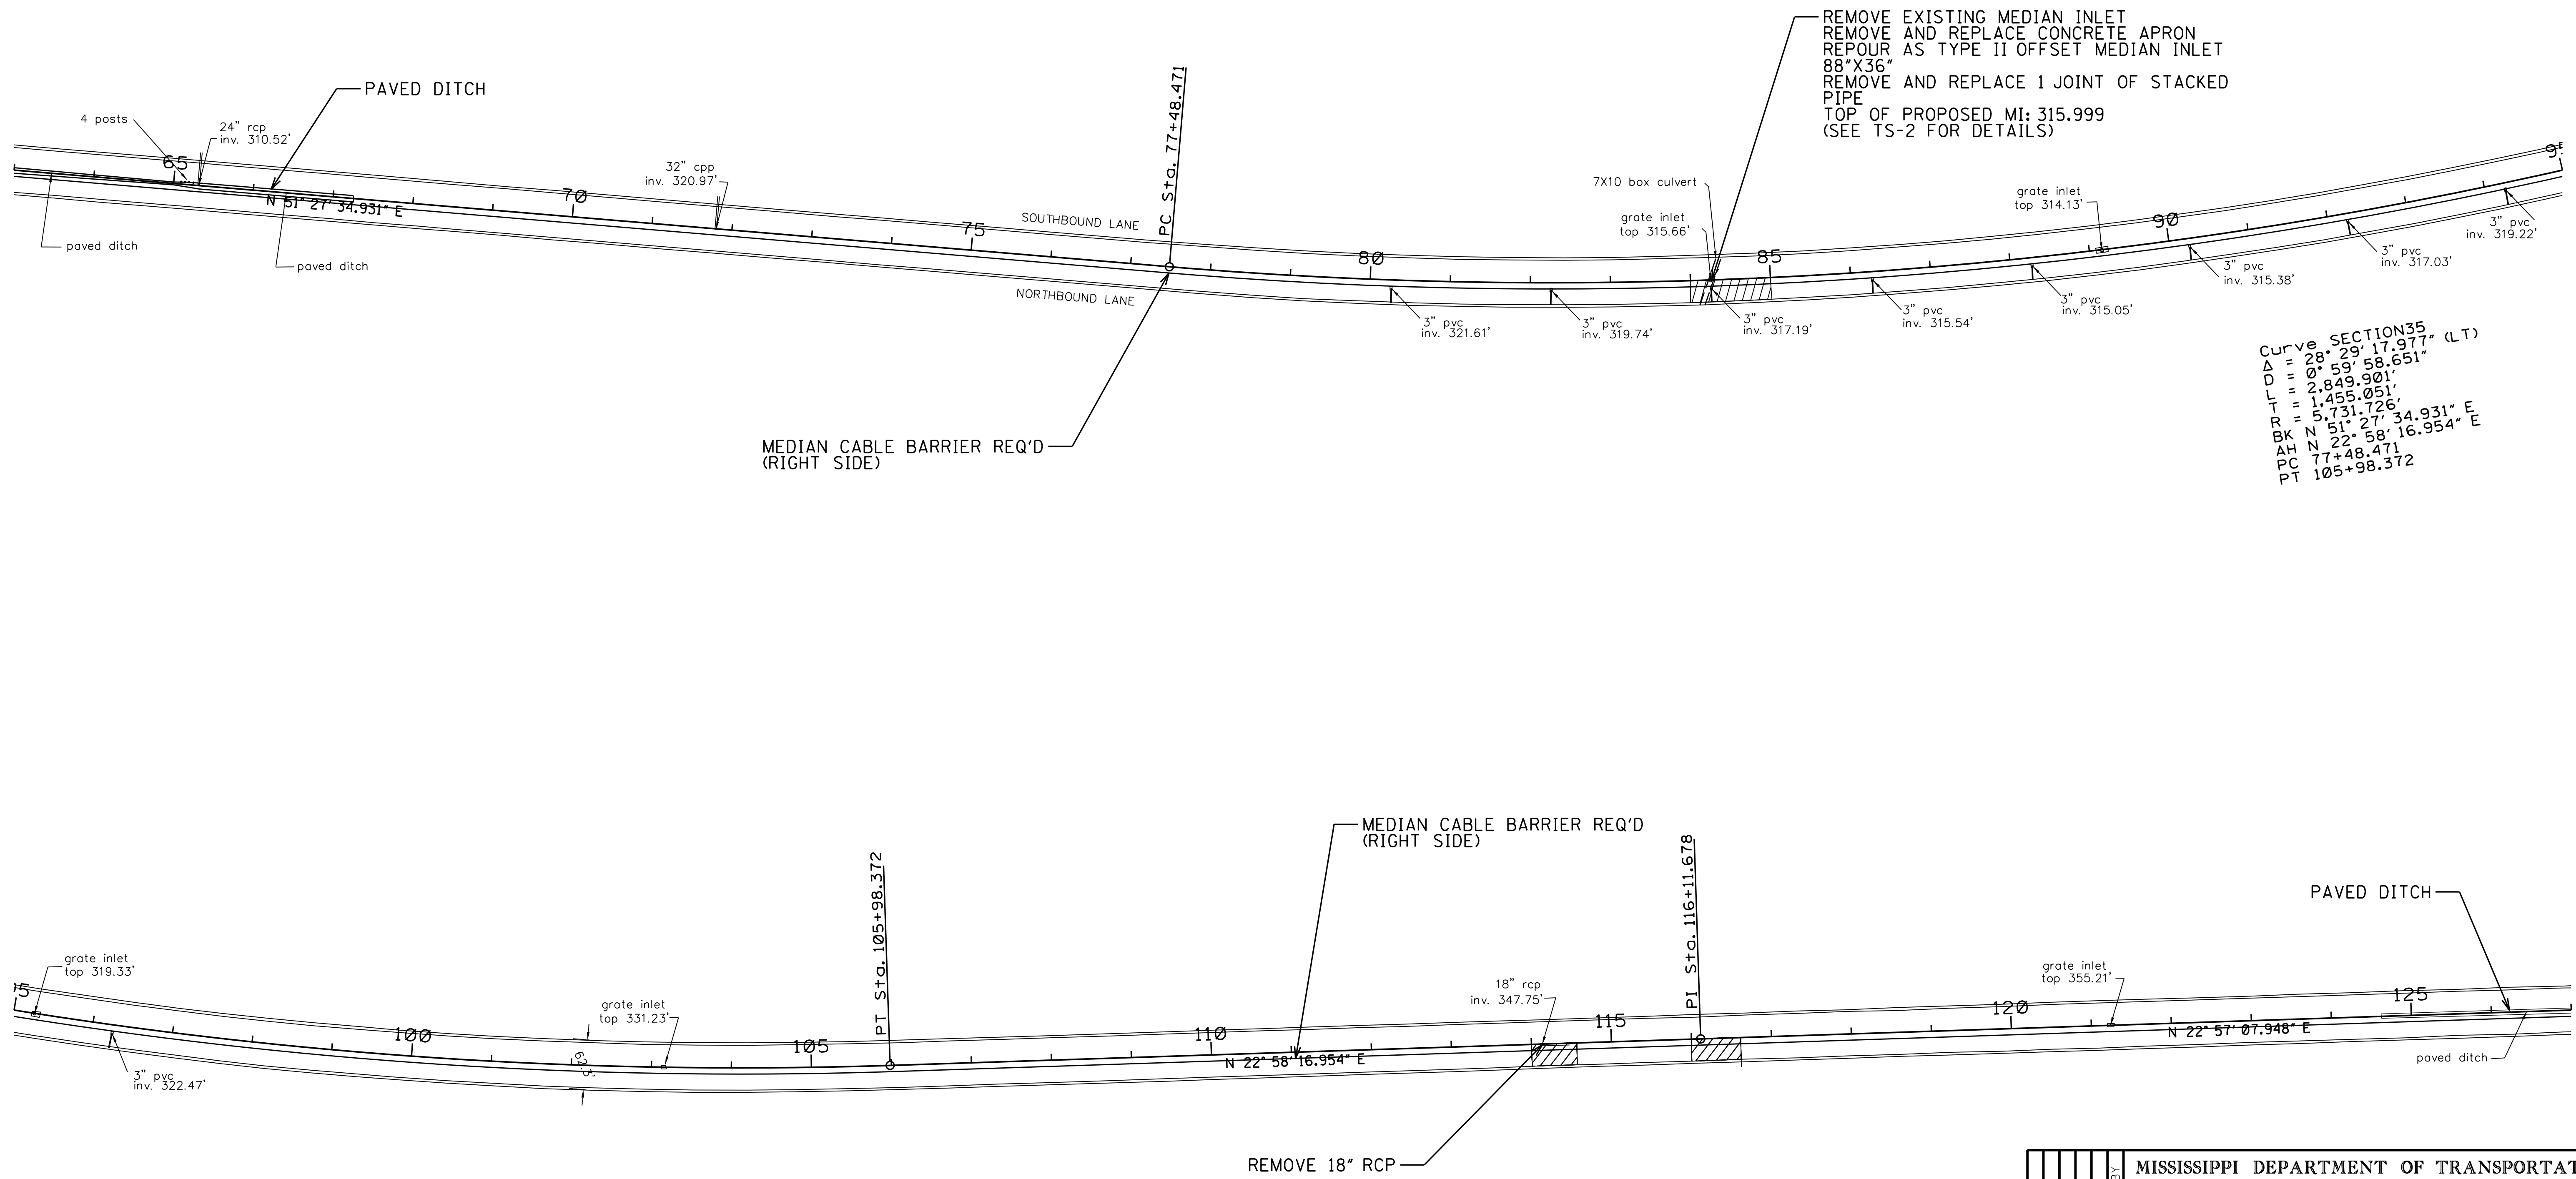 REMOVE EXISTING MEDIAN INLET
REMOVE AND REPLACE CONCRETE APRON
REPOUR AS TYPE II OFFSET MEDIAN INLET
88"X36"
REMOVE AND REPLACE 1 JOINT OF STACKED
PIPE
TOP OF PROPOSED MI: 315.999
(SEE TS-2 FOR DETAILS)
PAVED DITCH
4 posts
24" rcp
inv. 310.52'
65
N 51° 27' 34.931" E
paved ditch
paved ditch
70
32" cpp
inv. 320.97'
75
SOUTHBOUND LANE
NORTHBOUND LANE
PC Sta. 77+48.471
MEDIAN CABLE BARRIER REQ'D
(RIGHT SIDE)
80
7X10 box culvert
grate inlet
top 315.66'
85
grate inlet
top 314.13'
90
3" pvc
inv. 321.61'
3" pvc
inv. 319.74'
3" pvc
inv. 317.19'
3" pvc
inv. 315.54'
3" pvc
inv. 315.05'
3" pvc
inv. 315.38'
3" pvc
inv. 317.03'
3" pvc
inv. 319.22'
Curve SECTION35
Δ = 28° 29' 17.977" (LT)
D = 0° 59' 58.651"
L = 2,849.901'
T = 1,455.051'
R = 5,731.726'
BK N 51° 27' 34.931" E
AH N 22° 58' 16.954" E
PC 77+48.471
PT 105+98.372
MEDIAN CABLE BARRIER REQ'D
(RIGHT SIDE)
PT Sta. 105+98.372
PI Sta. 116+11.678
PAVED DITCH
grate inlet
top 319.33'
3" pvc
inv. 322.47'
100
62.3'
grate inlet
top 331.23'
105
110
N 22° 58' 16.954" E
18" rcp
inv. 347.75'
115
REMOVE 18" RCP
120
grate inlet
top 355.21'
N 22° 57' 07.948" E
125
paved ditch
BY
MISSISSIPPI DEPARTMENT OF TRANSPORTAT